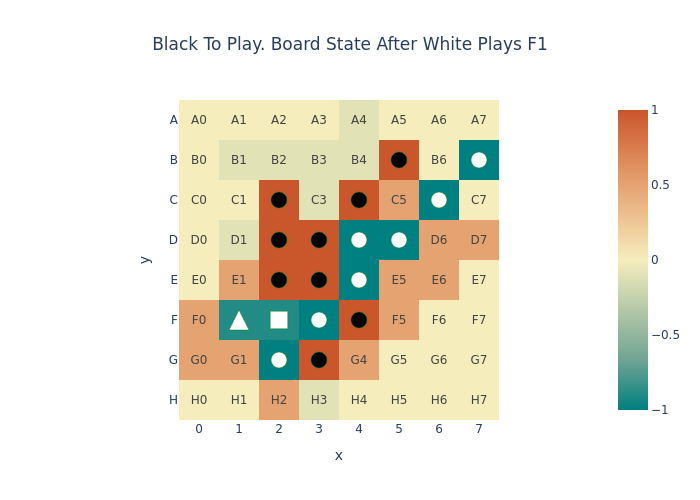 Black To Play. Board State After White Plays F1
A A0 A1 A2 A3 A4 A5 A6 A7
B B0 B1 B2 B3 B4 B6
C C0 C1 C3 C5 C7
D D0 D1 D6 D7
E E0 E1 E5 E6 E7
F F0 F5 F6 F7
G G0 G1 G4 G5 G6 G7
H H0 H1 H2 H3 H4 H5 H6 H7
0 1 2 3 4 5 6 7
x
y
1
0.5
0
−0.5
−1